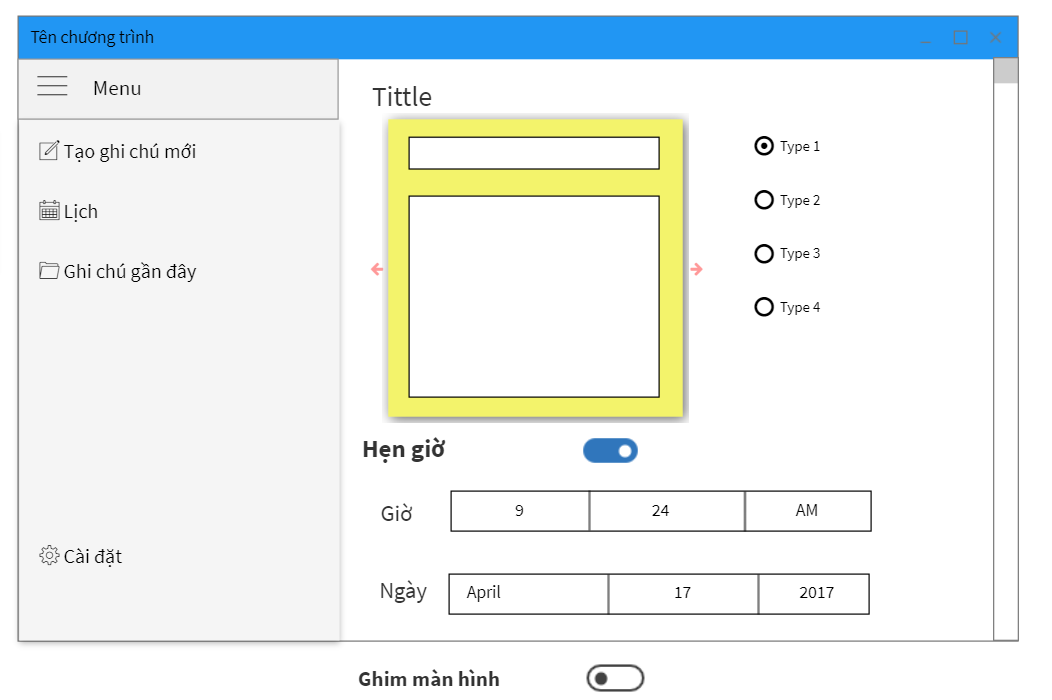 Tên chương trình
Menu
Tittle
Tạo ghi chú mới
Type 1
Lịch
Type 2
Ghi chú gần đây
Type 3
Type 4
Hẹn giờ
Giờ 9 24 AM
Cài đặt
Ngày April 17 2017
Ghim màn hình